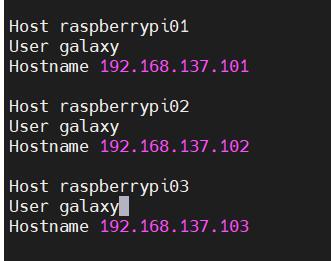 Host raspberrypi01
User galaxy
Hostname 192.168.137.101
Host raspberrypi02
User galaxy
Hostname 192.168.137.102
Host raspberrypi03
User galaxy
Hostname 192.168.137.103